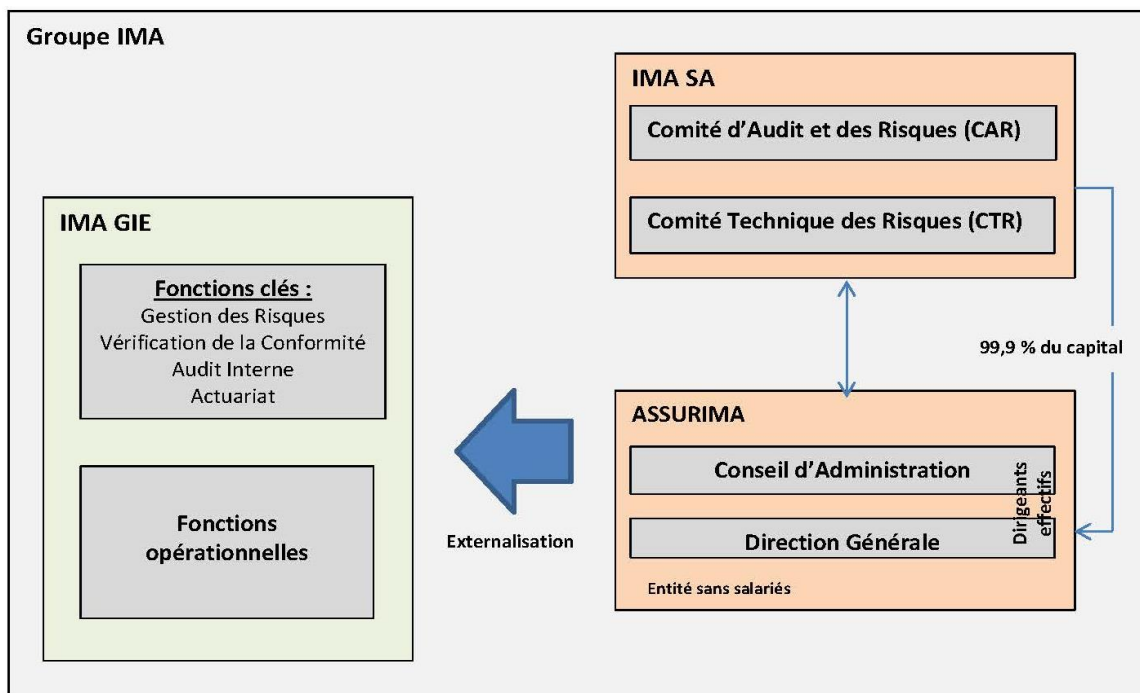 Groupe IMA
IMA SA
Comité d'Audit et des Risques (CAR)
Comité Technique des Risques (CTR)
IMA GIE
Fonctions clés :
Gestion des Risques
Vérification de la Conformité
Audit Interne
Actuariat
Fonctions
opérationnelles
Externalisation
99,9 % du capital
ASSURIMA
Conseil d'Administration
Direction Générale
Dirigeants
effectifs
Entité sans salariés